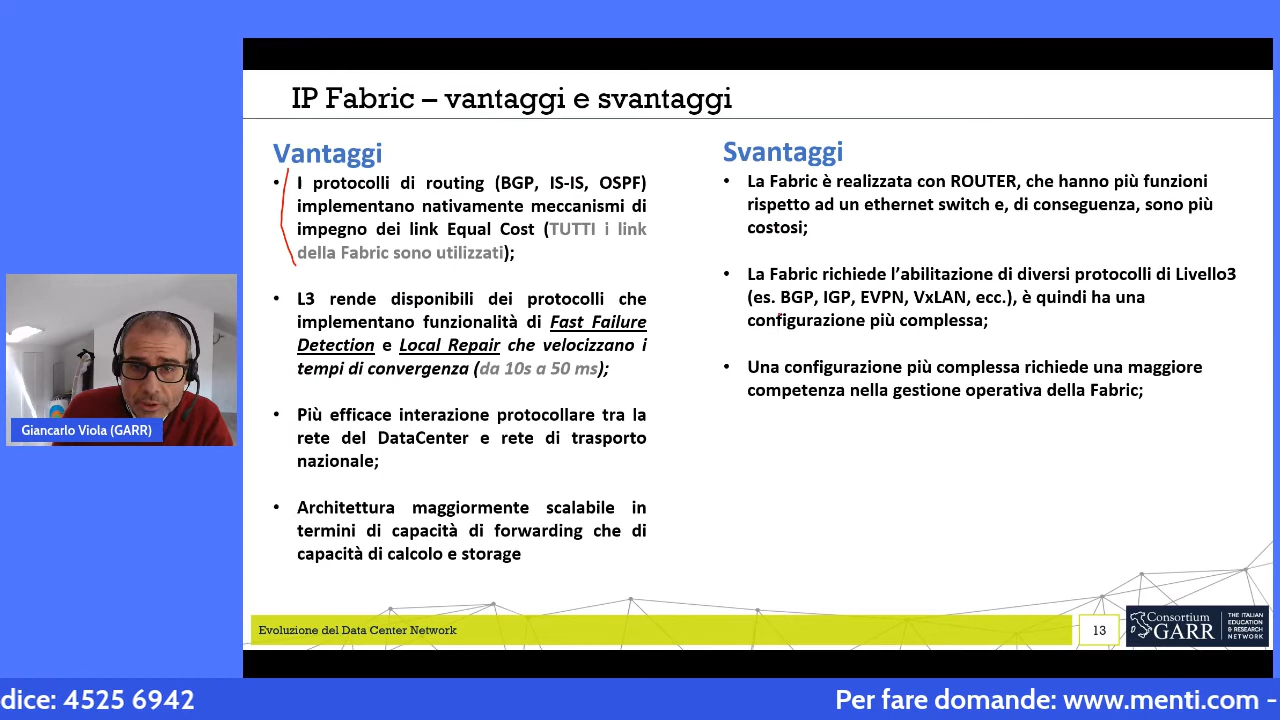 IP Fabric – vantaggi e svantaggi
Vantaggi
• I protocolli di routing (BGP, IS-IS, OSPF)
implementano nativamente meccanismi di
impegno dei link Equal Cost (TUTTI i link
della Fabric sono utilizzati);
• L3 rende disponibili dei protocolli che
implementano funzionalità di Fast Failure
Detection e Local Repair che velocizzano i
tempi di convergenza (da 10s a 50 ms);
• Più efficace interazione protocollare tra la
rete del DataCenter e rete di trasporto
nazionale;
• Architettura maggiormente scalabile in
termini di capacità di forwarding che di
capacità di calcolo e storage
Svantaggi
• La Fabric è realizzata con ROUTER, che hanno più funzioni
rispetto ad un ethernet switch e, di conseguenza, sono più
costosi;
• La Fabric richiede l’abilitazione di diversi protocolli di Livello3
(es. BGP, IGP, EVPN, VxLAN, ecc.), è quindi ha una
configurazione più complessa;
• Una configurazione più complessa richiede una maggiore
competenza nella gestione operativa della Fabric;
Giancarlo Viola (GARR)
Evoluzione del Data Center Network
13
Consortium
GARR
THE ITALIAN
EDUCATION
& RESEARCH
NETWORK
dice: 4525 6942
Per fare domande: www.menti.com -